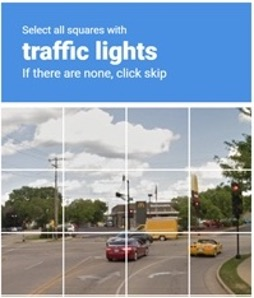 Select all squares with
traffic lights
If there are none, click skip